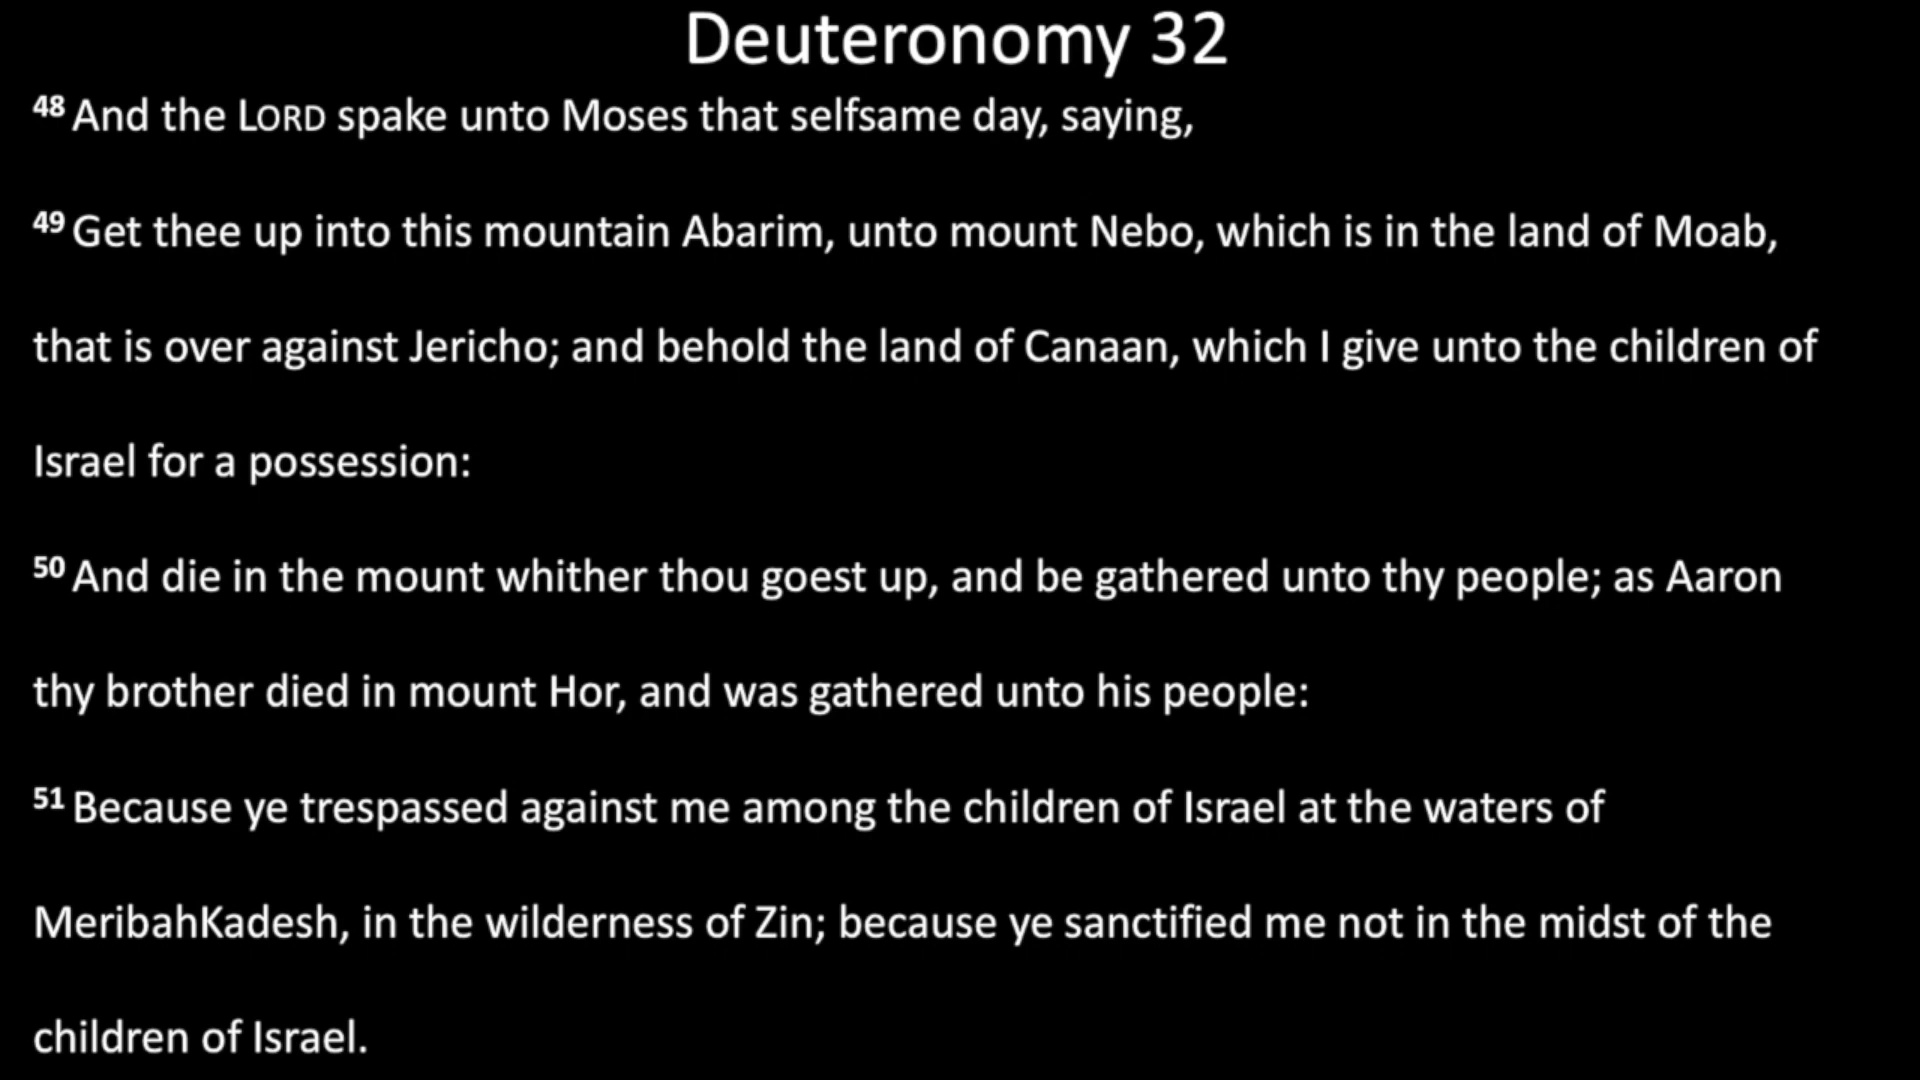 Deuteronomy 32
48 And the LORD spake unto Moses that selfsame day, saying,
49 Get thee up into this mountain Abarim, unto mount Nebo, which is in the land of Moab,
that is over against Jericho; and behold the land of Canaan, which I give unto the children of
Israel for a possession:
50 And die in the mount whither thou goest up, and be gathered unto thy people; as Aaron
thy brother died in mount Hor, and was gathered unto his people:
51 Because ye trespassed against me among the children of Israel at the waters of
MeribahKadesh, in the wilderness of Zin; because ye sanctified me not in the midst of the
children of Israel.